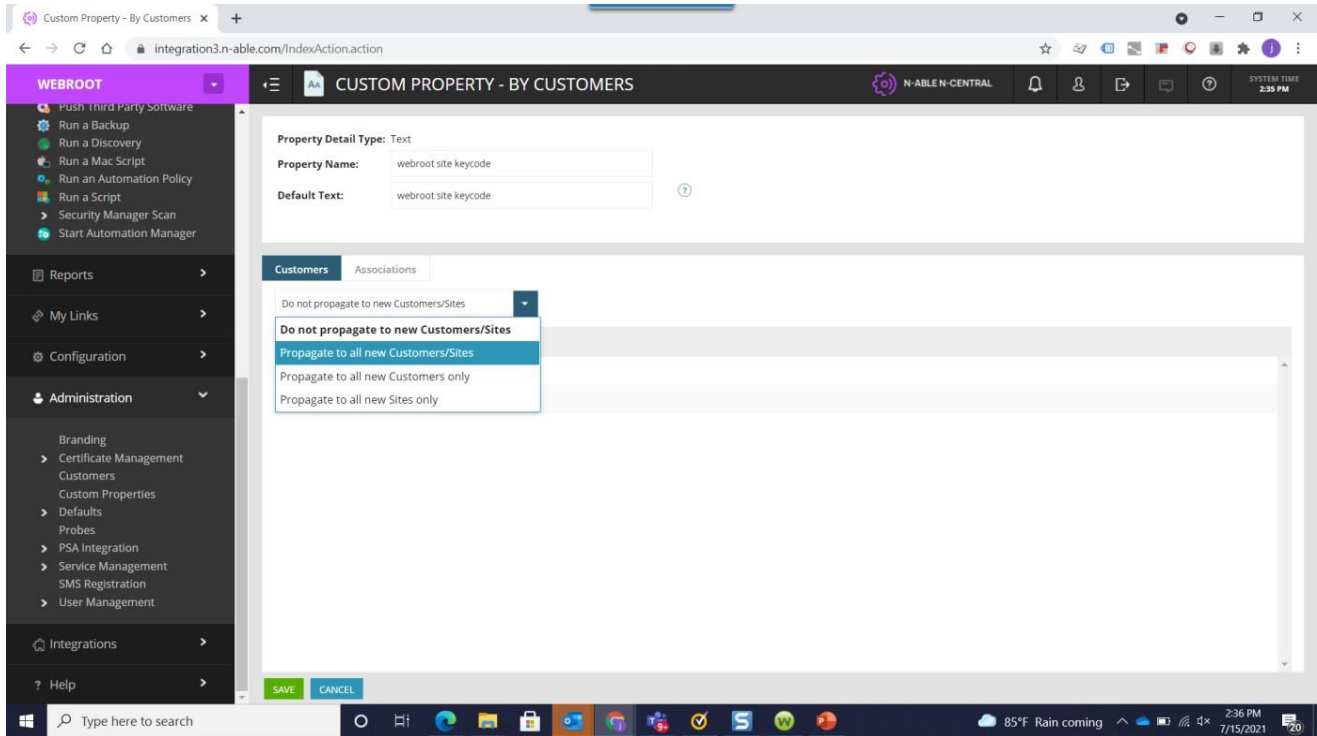 Custom Property - By Customers
integration3.n-able.com/IndexAction.action
WEBROOT
CUSTOM PROPERTY - BY CUSTOMERS
N-ABLE N-CENTRAL
SYSTEM TIME
2:35 PM
Push Third Party Software
Run a Backup
Run a Discovery
Run a Mac Script
Run an Automation Policy
Run a Script
Security Manager Scan
Start Automation Manager
Reports
My Links
Configuration
Administration
Branding
Certificate Management
Customers
Custom Properties
Defaults
Probes
PSA Integration
Service Management
SMS Registration
User Management
Integrations
Help
Property Detail Type: Text
Property Name: webroot site keycode
Default Text: webroot site keycode
Customers Associations
Do not propagate to new Customers/Sites
Do not propagate to new Customers/Sites
Propagate to all new Customers/Sites
Propagate to all new Customers only
Propagate to all new Sites only
SAVE CANCEL
Type here to search
85°F Rain coming
2:36 PM
7/15/2021
20